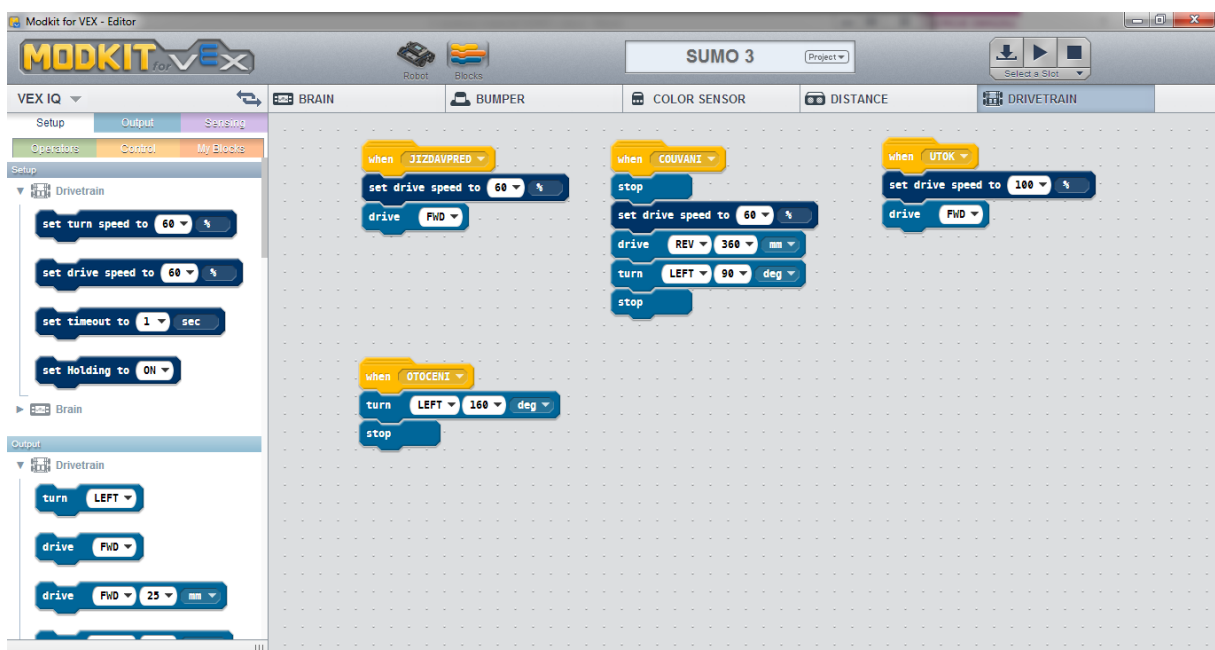 Modkit for VEX - Editor
MODKIT for VEX
Robot
Blocks
SUMO 3
Project
Select a Slot
VEX IQ
BRAIN
BUMPER
COLOR SENSOR
DISTANCE
DRIVETRAIN
Setup
Output
Sensing
Operators
Control
My Blocks
Setup
Drivetrain
set turn speed to 60 %
set drive speed to 60 %
set timeout to 1 sec
set Holding to ON
Brain
Output
Drivetrain
turn LEFT
drive FWD
drive FWD 25 mm
when JIZDAVPRED
set drive speed to 60 %
drive FWD
when COUVANI
stop
set drive speed to 60 %
drive REV 360 mm
turn LEFT 90 deg
stop
when UTOK
set drive speed to 100 %
drive FWD
when OTOCENI
turn LEFT 160 deg
stop